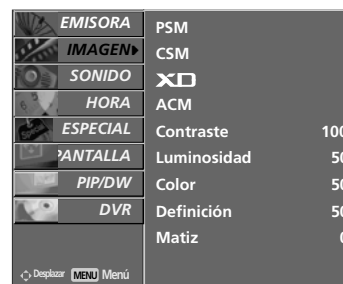 EMISORA
IMAGEN
SONIDO
HORA
ESPECIAL
PANTALLA
PIP/DW
DVR
Desplazar MENU Menú
PSM
CSM
XD
ACM
Contraste 100
Luminosidad 50
Color 50
Definición 50
Matiz 0